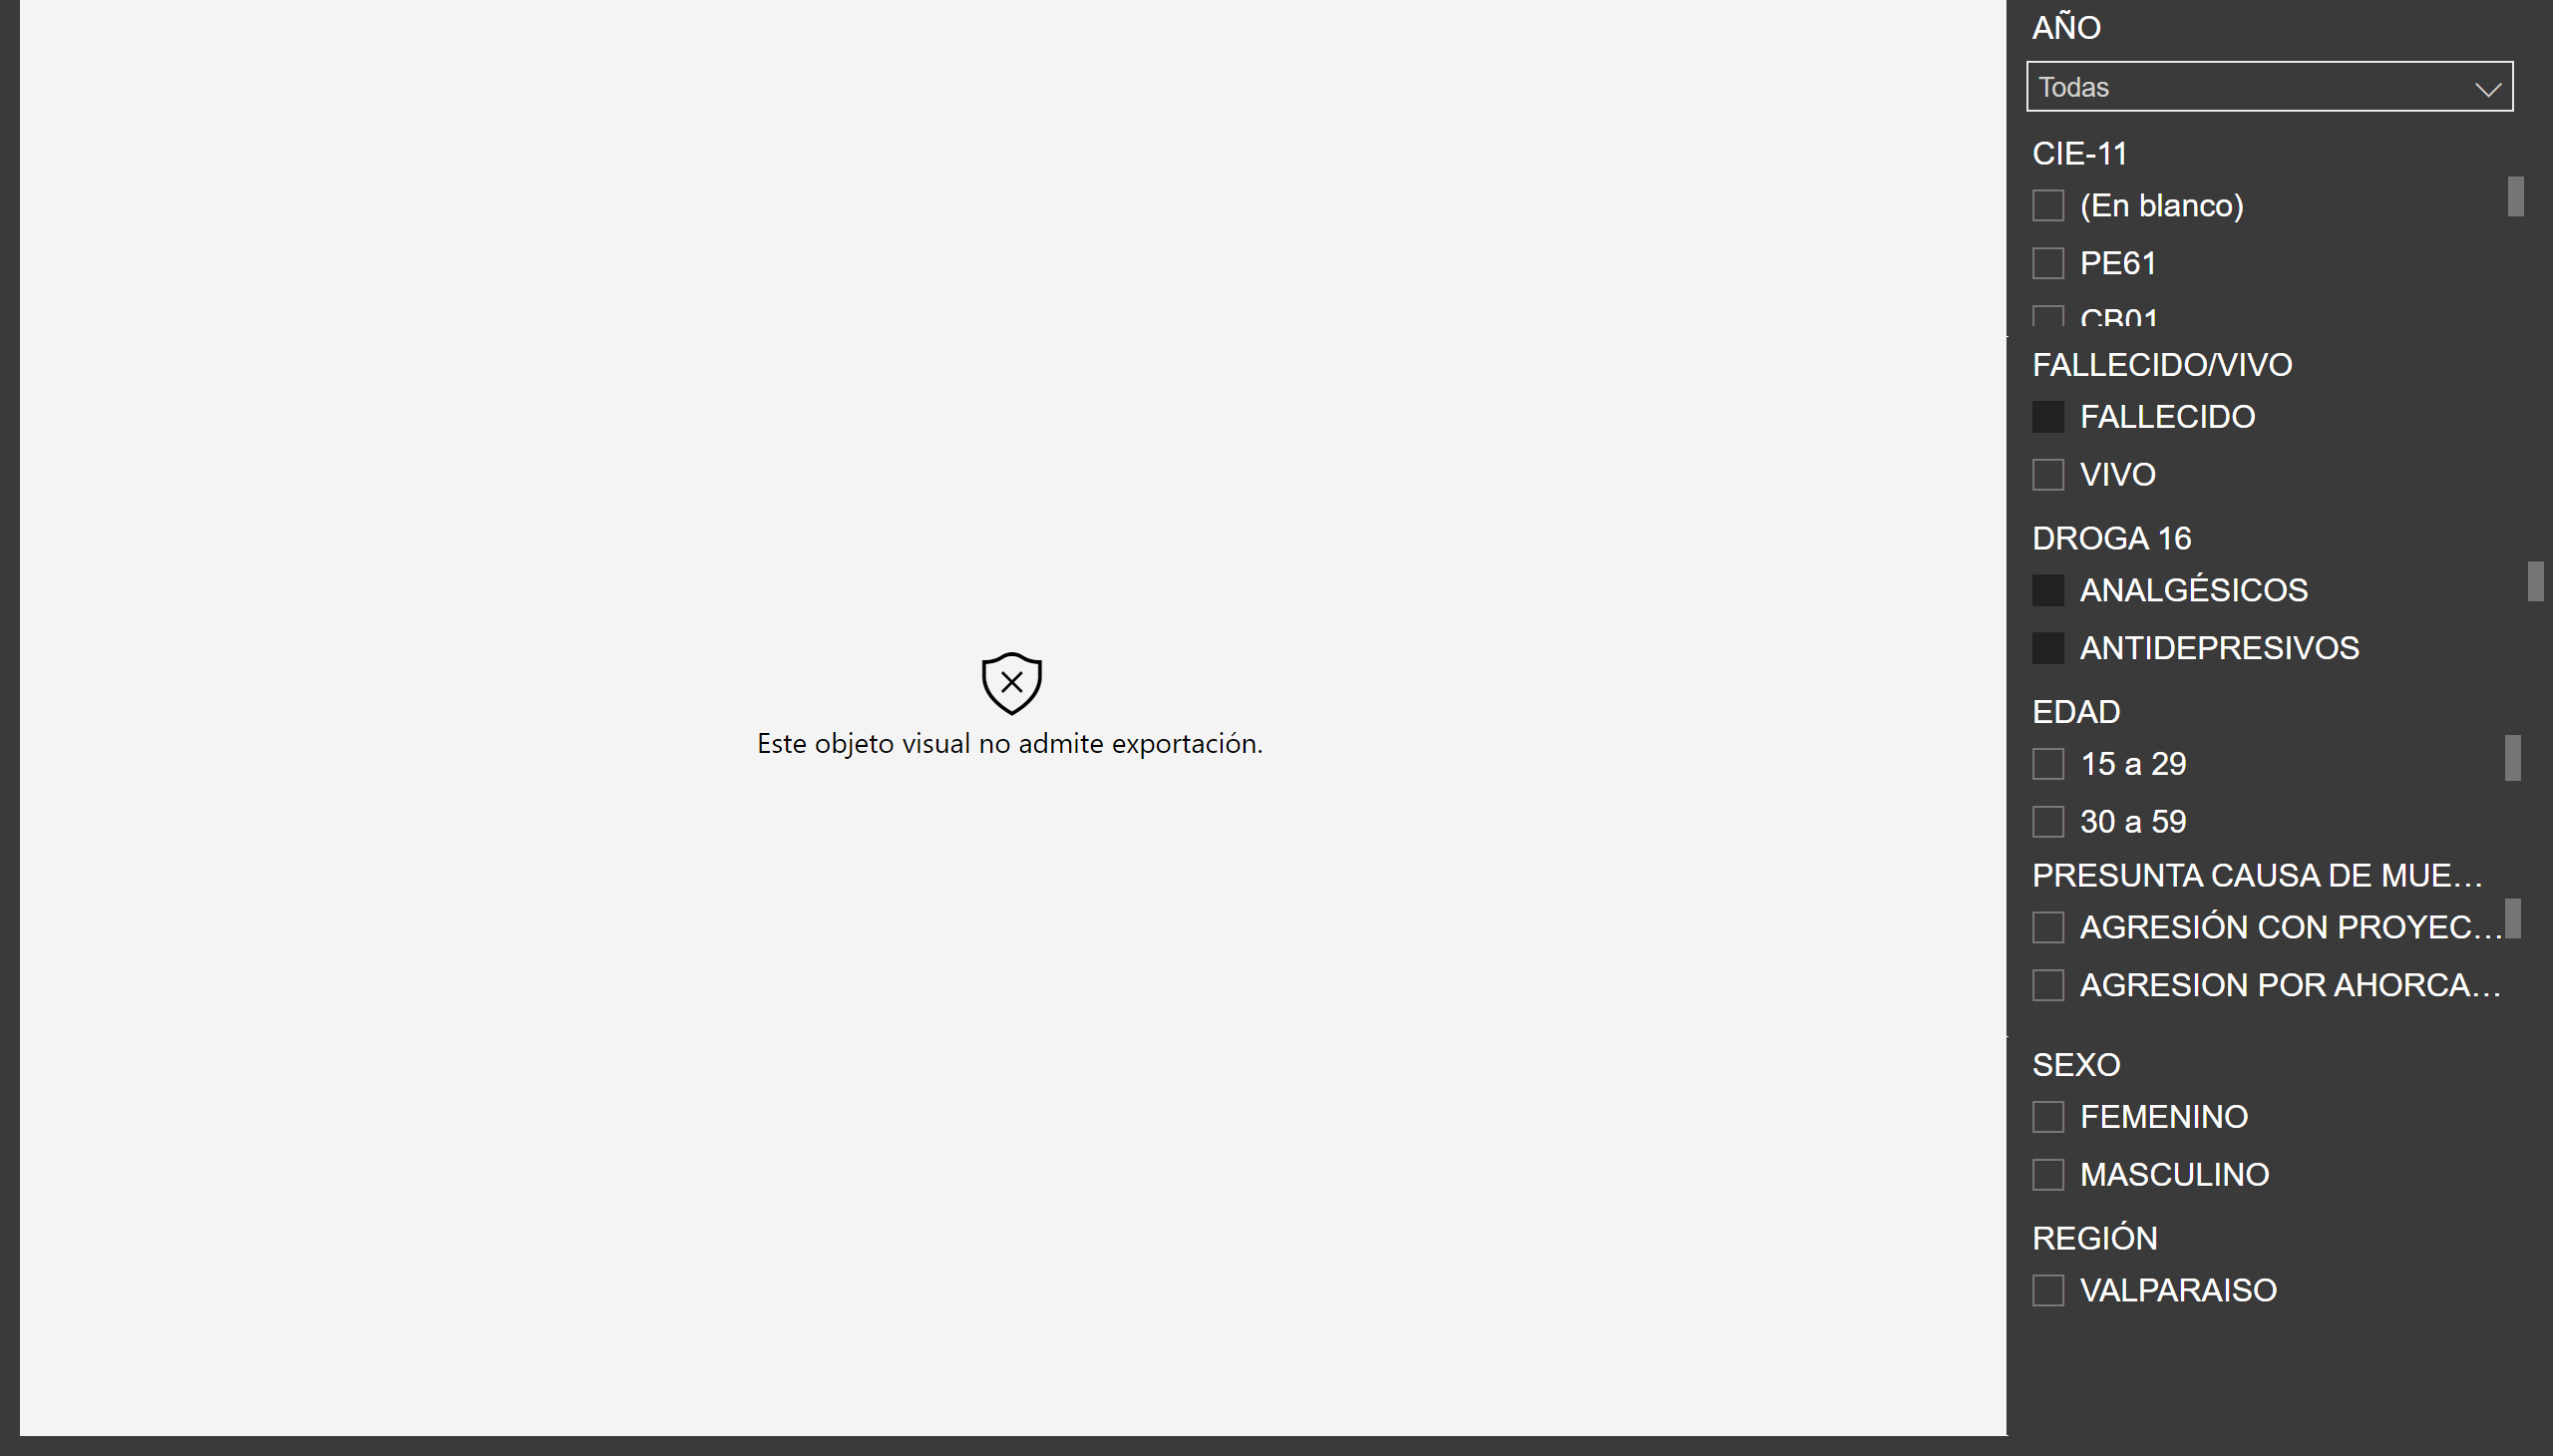 Este objeto visual no admite exportación.
AÑO
Todas
CIE-11
(En blanco)
PE61
CB01
FALLECIDO/VIVO
FALLECIDO
VIVO
DROGA 16
ANALGÉSICOS
ANTIDEPRESIVOS
EDAD
15 a 29
30 a 59
PRESUNTA CAUSA DE MUE...
AGRESIÓN CON PROYEC...
AGRESION POR AHORCA...
SEXO
FEMENINO
MASCULINO
REGIÓN
VALPARAISO